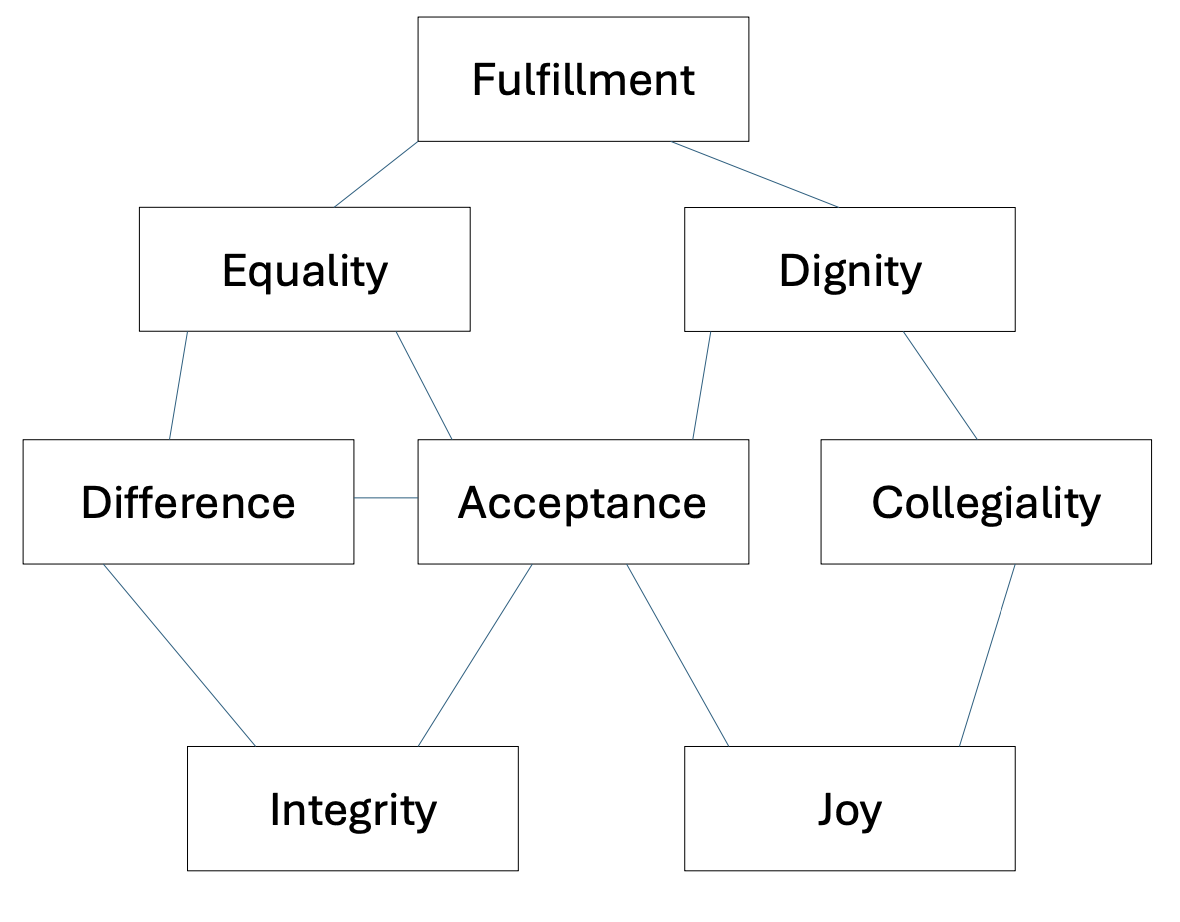 Fulfillment
Equality
Dignity
Difference
Acceptance
Collegiality
Integrity
Joy